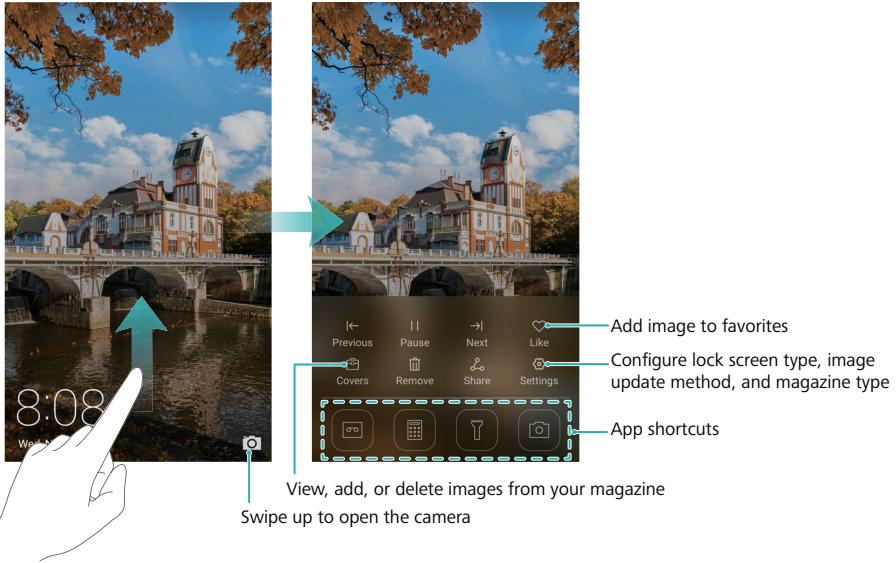 8:08
Wed,
Previous
Pause
Next
Like
Covers
Remove
Share
Settings
Add image to favorites
Configure lock screen type, image
update method, and magazine type
App shortcuts
View, add, or delete images from your magazine
Swipe up to open the camera